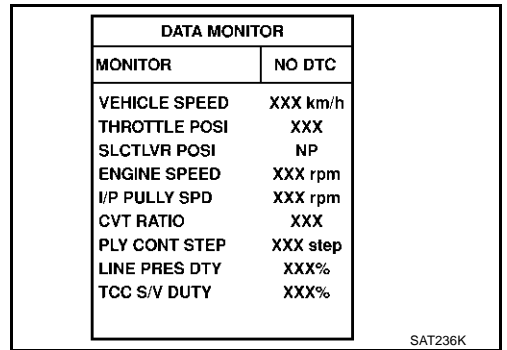 DATA MONITOR
MONITOR NO DTC
VEHICLE SPEED XXX km/h
THROTTLE POSI XXX
SLCTLVR POSI NP
ENGINE SPEED XXX rpm
I/P PULLY SPD XXX rpm
CVT RATIO XXX
PLY CONT STEP XXX step
LINE PRES DTY XXX%
TCC S/V DUTY XXX%
SAT236K